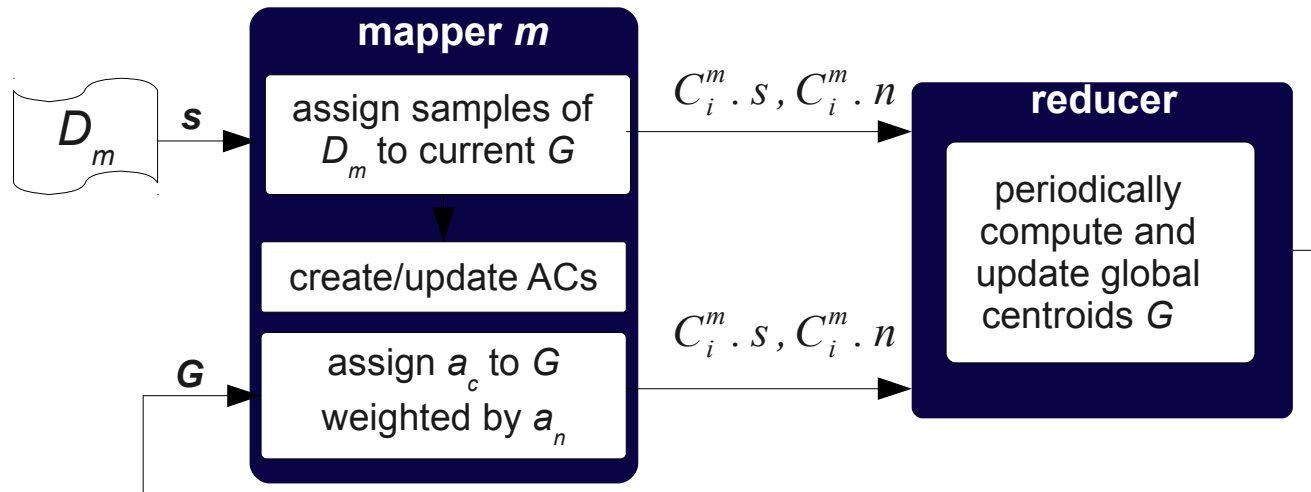 mapper m
D_m
s
assign samples of
D_m to current G
C_i^m . s , C_i^m . n
reducer
periodically
compute and
update global
centroids G
create/update ACs
G
assign a_c to G
weighted by a_n
C_i^m . s , C_i^m . n